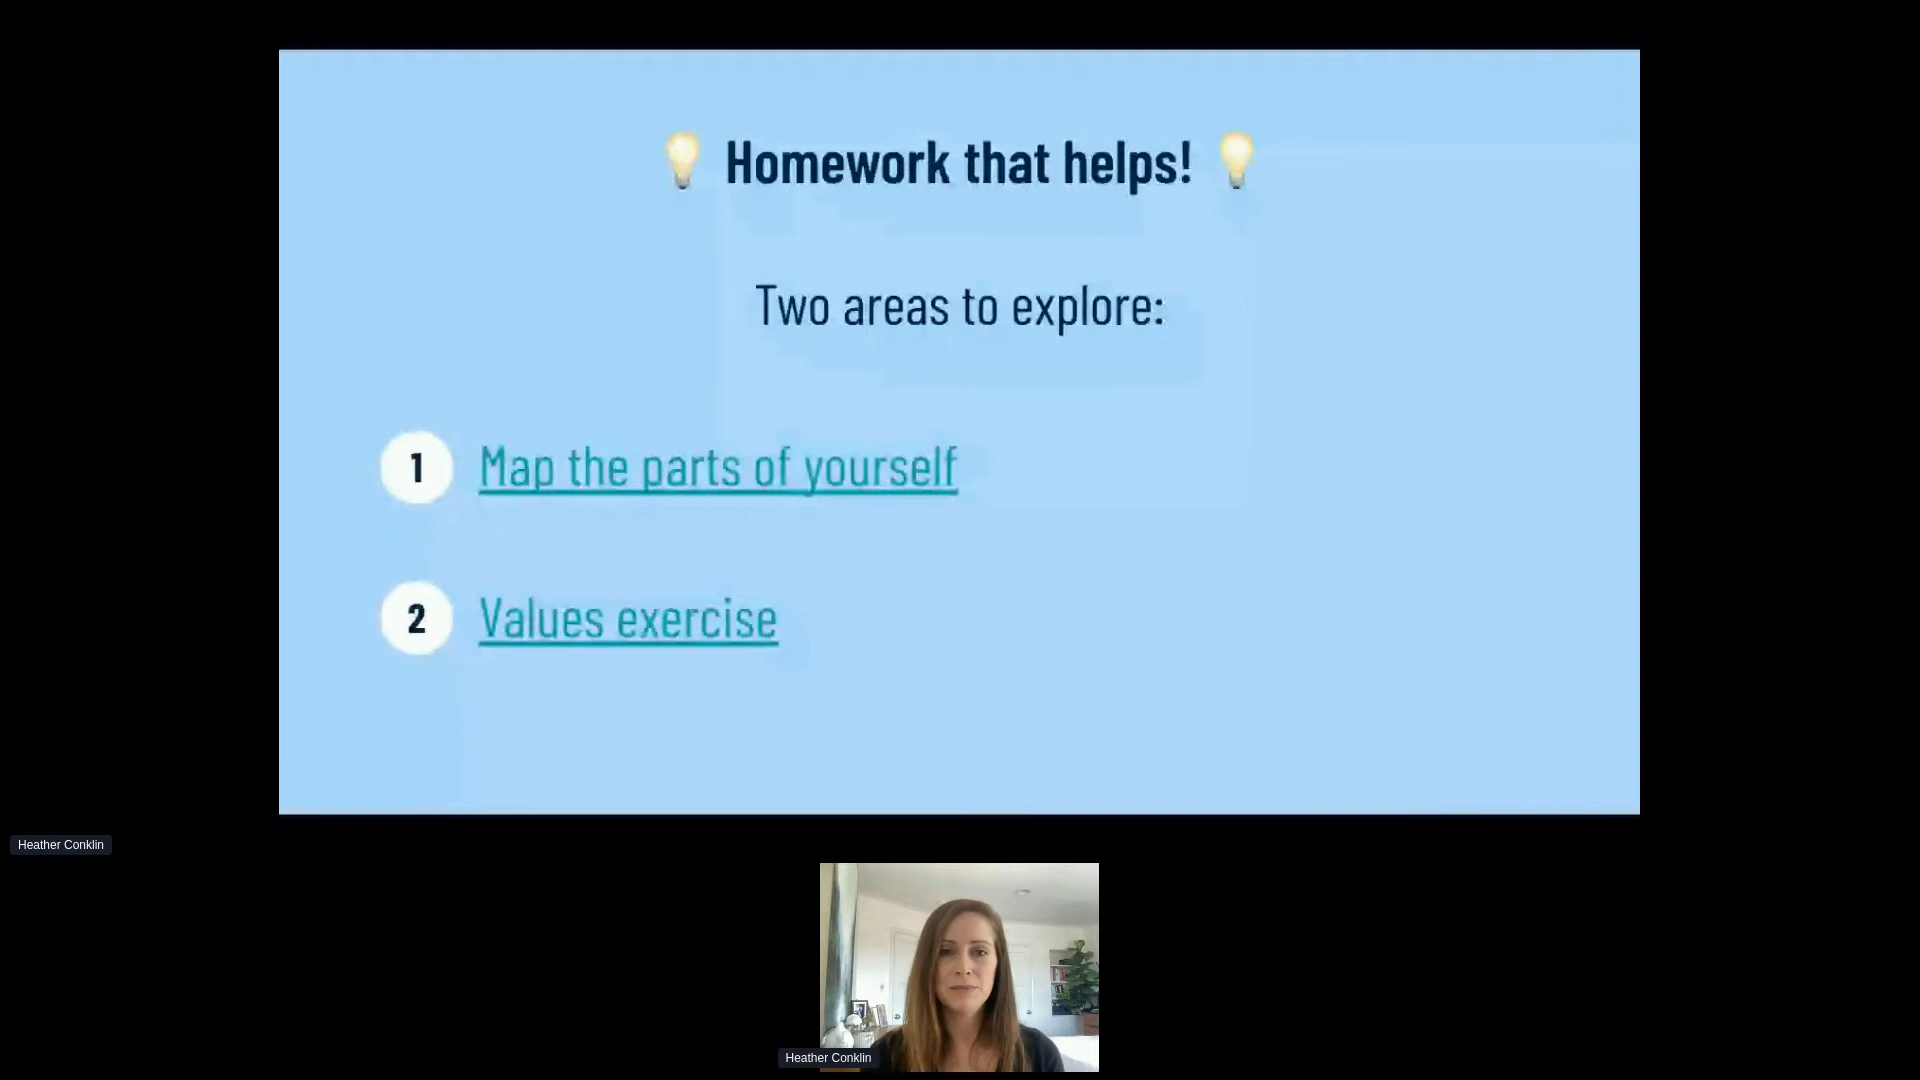 Homework that helps!
Two areas to explore:
1 Map the parts of yourself
2 Values exercise
Heather Conklin
Heather Conklin